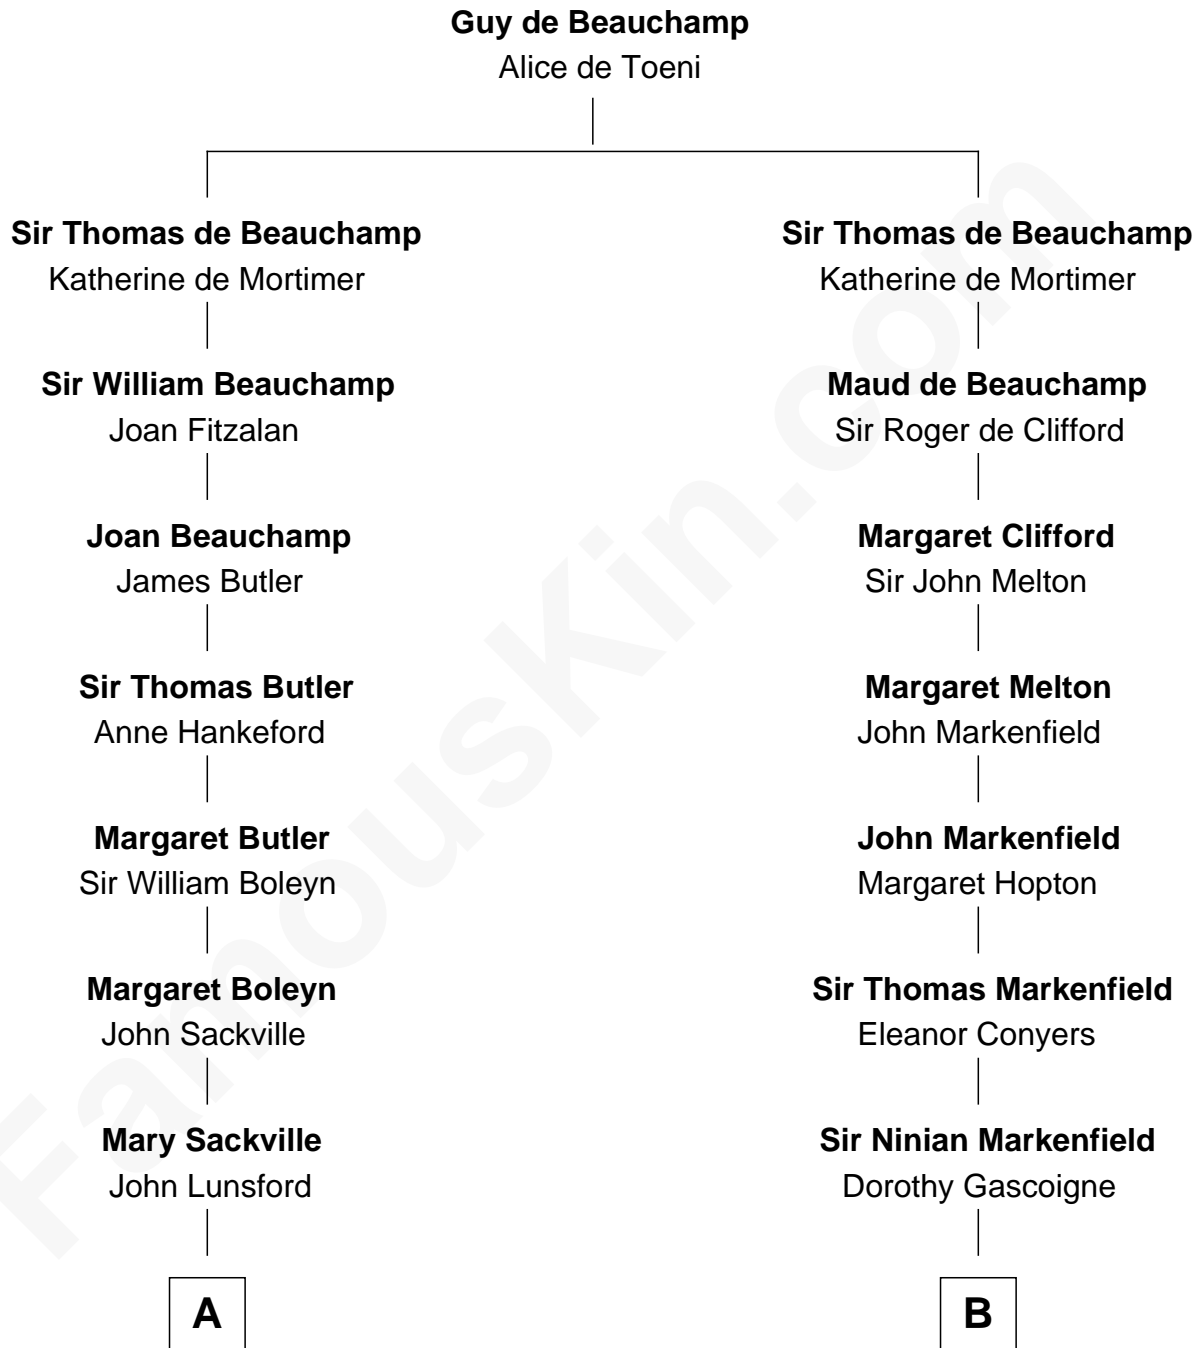 Guy de Beauchamp
Alice de Toeni
Sir Thomas de Beauchamp
Katherine de Mortimer
Sir William Beauchamp
Joan Fitzalan
Joan Beauchamp
James Butler
Sir Thomas Butler
Anne Hankeford
Margaret Butler
Sir William Boleyn
Margaret Boleyn
John Sackville
Mary Sackville
John Lunsford
A
Sir Thomas de Beauchamp
Katherine de Mortimer
Maud de Beauchamp
Sir Roger de Clifford
Margaret Clifford
Sir John Melton
Margaret Melton
John Markenfield
John Markenfield
Margaret Hopton
Sir Thomas Markenfield
Eleanor Conyers
Sir Ninian Markenfield
Dorothy Gascoigne
B
FamousKin.com